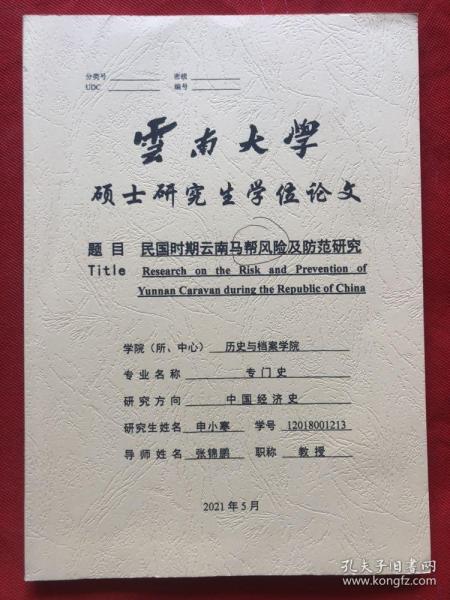 分类号 密级
UDC 编号
雲南大学
硕士研究生学位论文
题目 民国时期云南马帮风险及防范研究
Title Research on the Risk and Prevention of
Yunnan Caravan during the Republic of China
学院（所、中心） 历史与档案学院
专业名称 专门史
研究方向 中国经济史
研究生姓名 申小寒 学号 12018001213
导师姓名 张锦鹏 职称 教授
2021年5月
孔夫子旧书网
www.kongfz.com